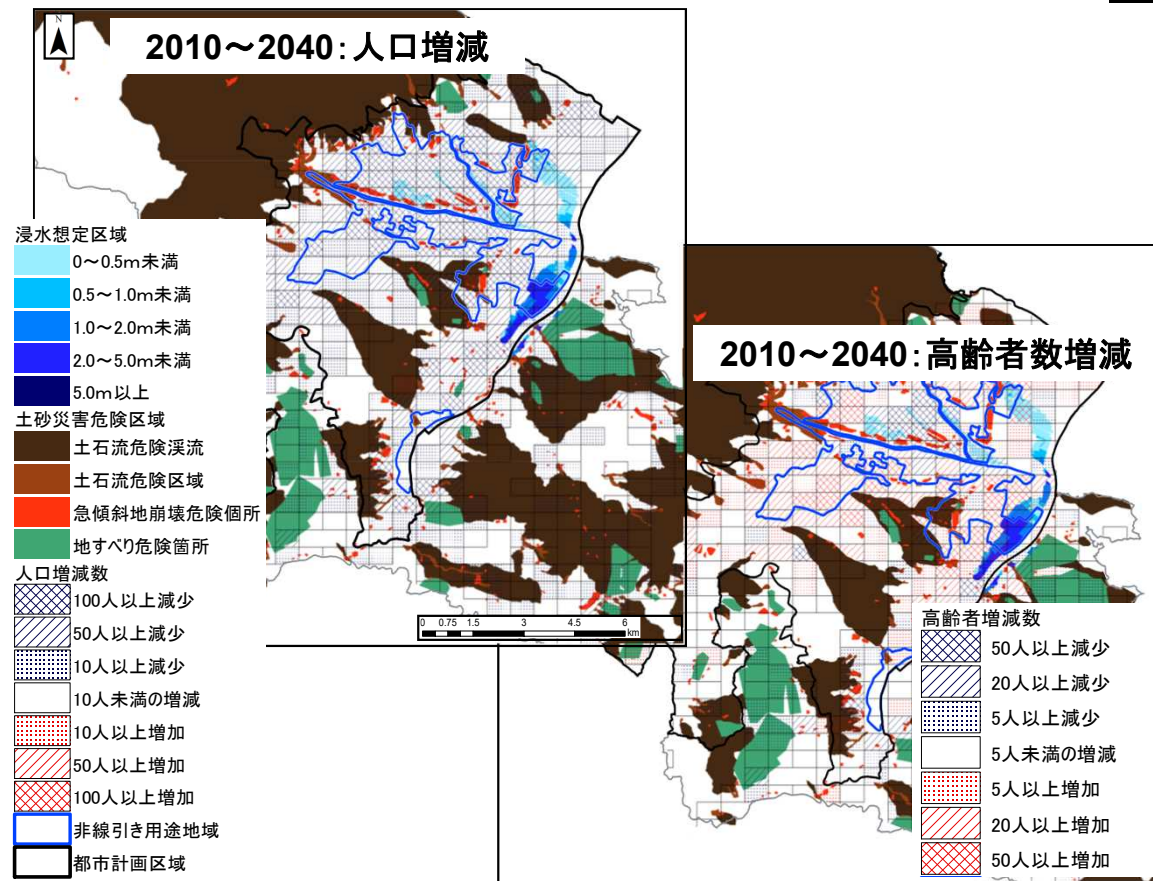 N
2010～2040:人口増減
浸水想定区域
0～0.5m未満
0.5～1.0m未満
1.0～2.0m未満
2.0～5.0m未満
5.0m以上
土砂災害危険区域
土石流危険渓流
土石流危険区域
急傾斜地崩壊危険個所
地すべり危険箇所
人口増減数
100人以上減少
50人以上減少
10人以上減少
10人未満の増減
10人以上増加
50人以上増加
100人以上増加
非線引き用途地域
都市計画区域
0 0.75 1.5 3 4.5 6
km
2010～2040:高齢者数増減
高齢者増減数
50人以上減少
20人以上減少
5人以上減少
5人未満の増減
5人以上増加
20人以上増加
50人以上増加